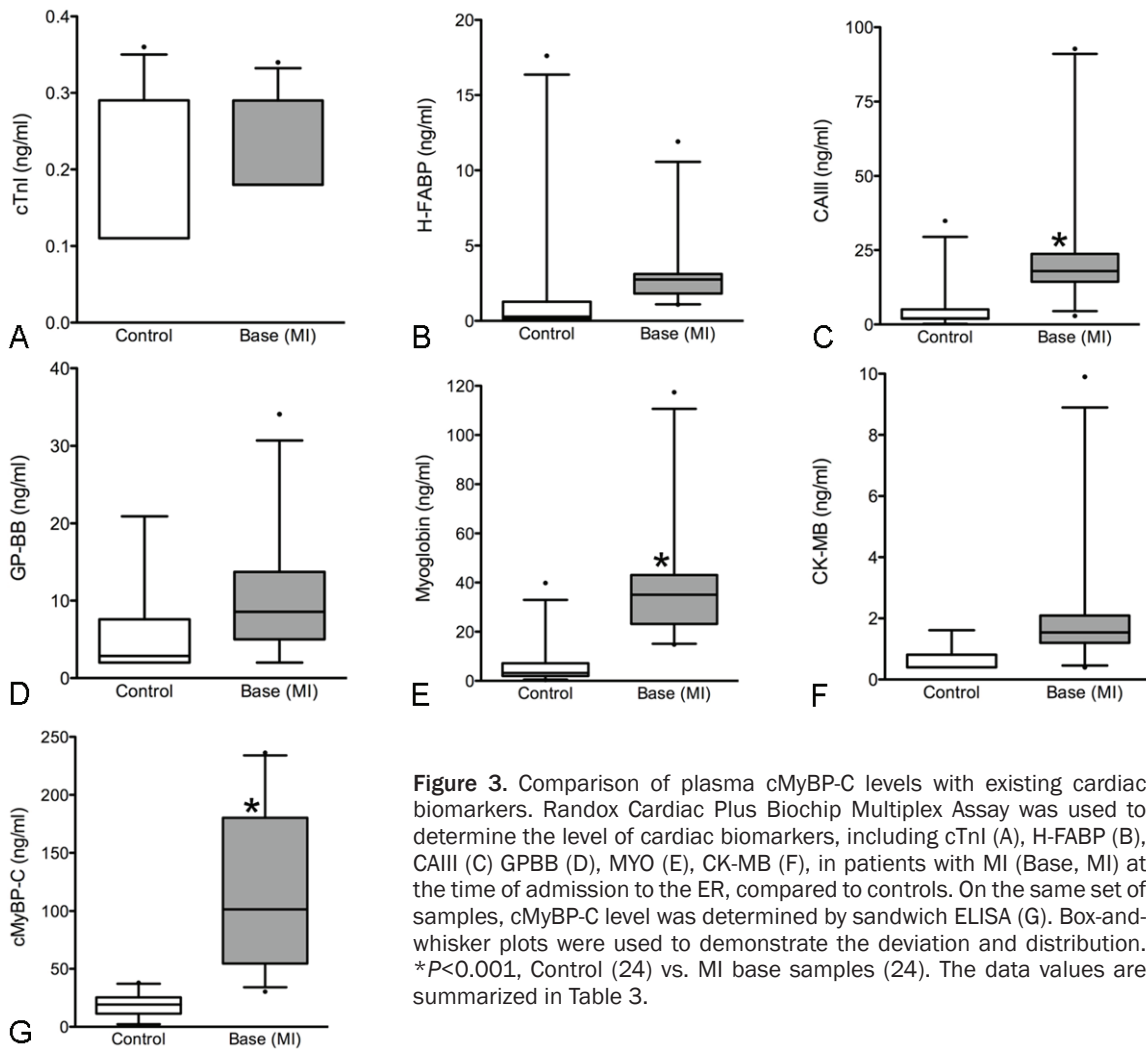 0.4
0.3
0.2
0.1
0.0
cTnI (ng/ml)
Control Base (MI)
A
20
15
10
5
0
H-FABP (ng/ml)
Control Base (MI)
B
100
75
50
25
0
CAIII (ng/ml)
*
Control Base (MI)
C
40
30
20
10
0
GP-BB (ng/ml)
Control Base (MI)
D
120
100
80
60
40
20
0
Myoglobin (ng/ml)
*
Control Base (MI)
E
10
8
6
4
2
0
CK-MB (ng/ml)
Control Base (MI)
F
250
200
150
100
50
0
cMyBP-C (ng/ml)
*
Control Base (MI)
G
Figure 3. Comparison of plasma cMyBP-C levels with existing cardiac
biomarkers. Randox Cardiac Plus Biochip Multiplex Assay was used to
determine the level of cardiac biomarkers, including cTnI (A), H-FABP (B),
CAIII (C) GPBB (D), MYO (E), CK-MB (F), in patients with MI (Base, MI) at
the time of admission to the ER, compared to controls. On the same set of
samples, cMyBP-C level was determined by sandwich ELISA (G). Box-and-
whisker plots were used to demonstrate the deviation and distribution.
*P<0.001, Control (24) vs. MI base samples (24). The data values are
summarized in Table 3.